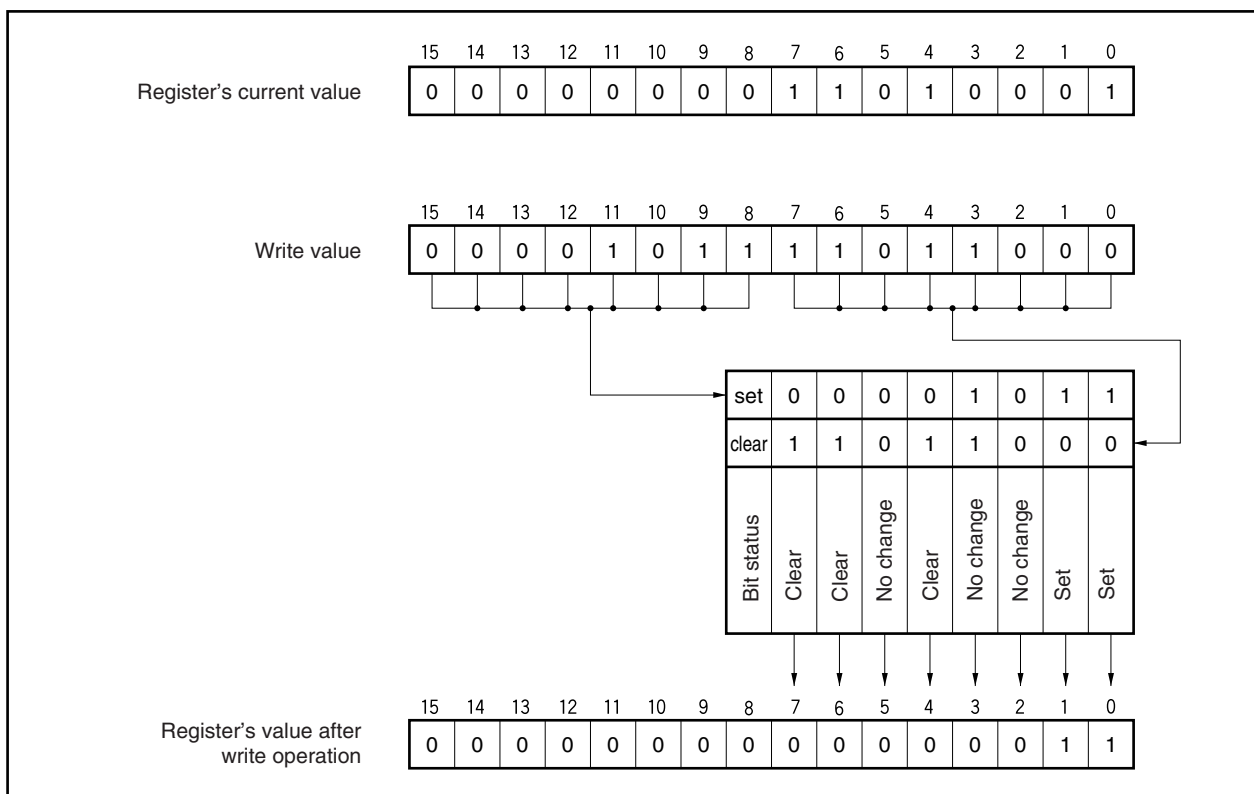 15 14 13 12 11 10 9 8 7 6 5 4 3 2 1 0
Register's current value 0 0 0 0 0 0 0 0 1 1 0 1 0 0 0 1
15 14 13 12 11 10 9 8 7 6 5 4 3 2 1 0
Write value 0 0 0 0 1 0 1 1 1 1 0 1 1 0 0 0
set 0 0 0 0 1 0 1 1
clear 1 1 0 1 1 0 0 0
Bit status Clear Clear No change Clear No change No change Set Set
15 14 13 12 11 10 9 8 7 6 5 4 3 2 1 0
Register's value after
write operation 0 0 0 0 0 0 0 0 0 0 0 0 0 0 1 1